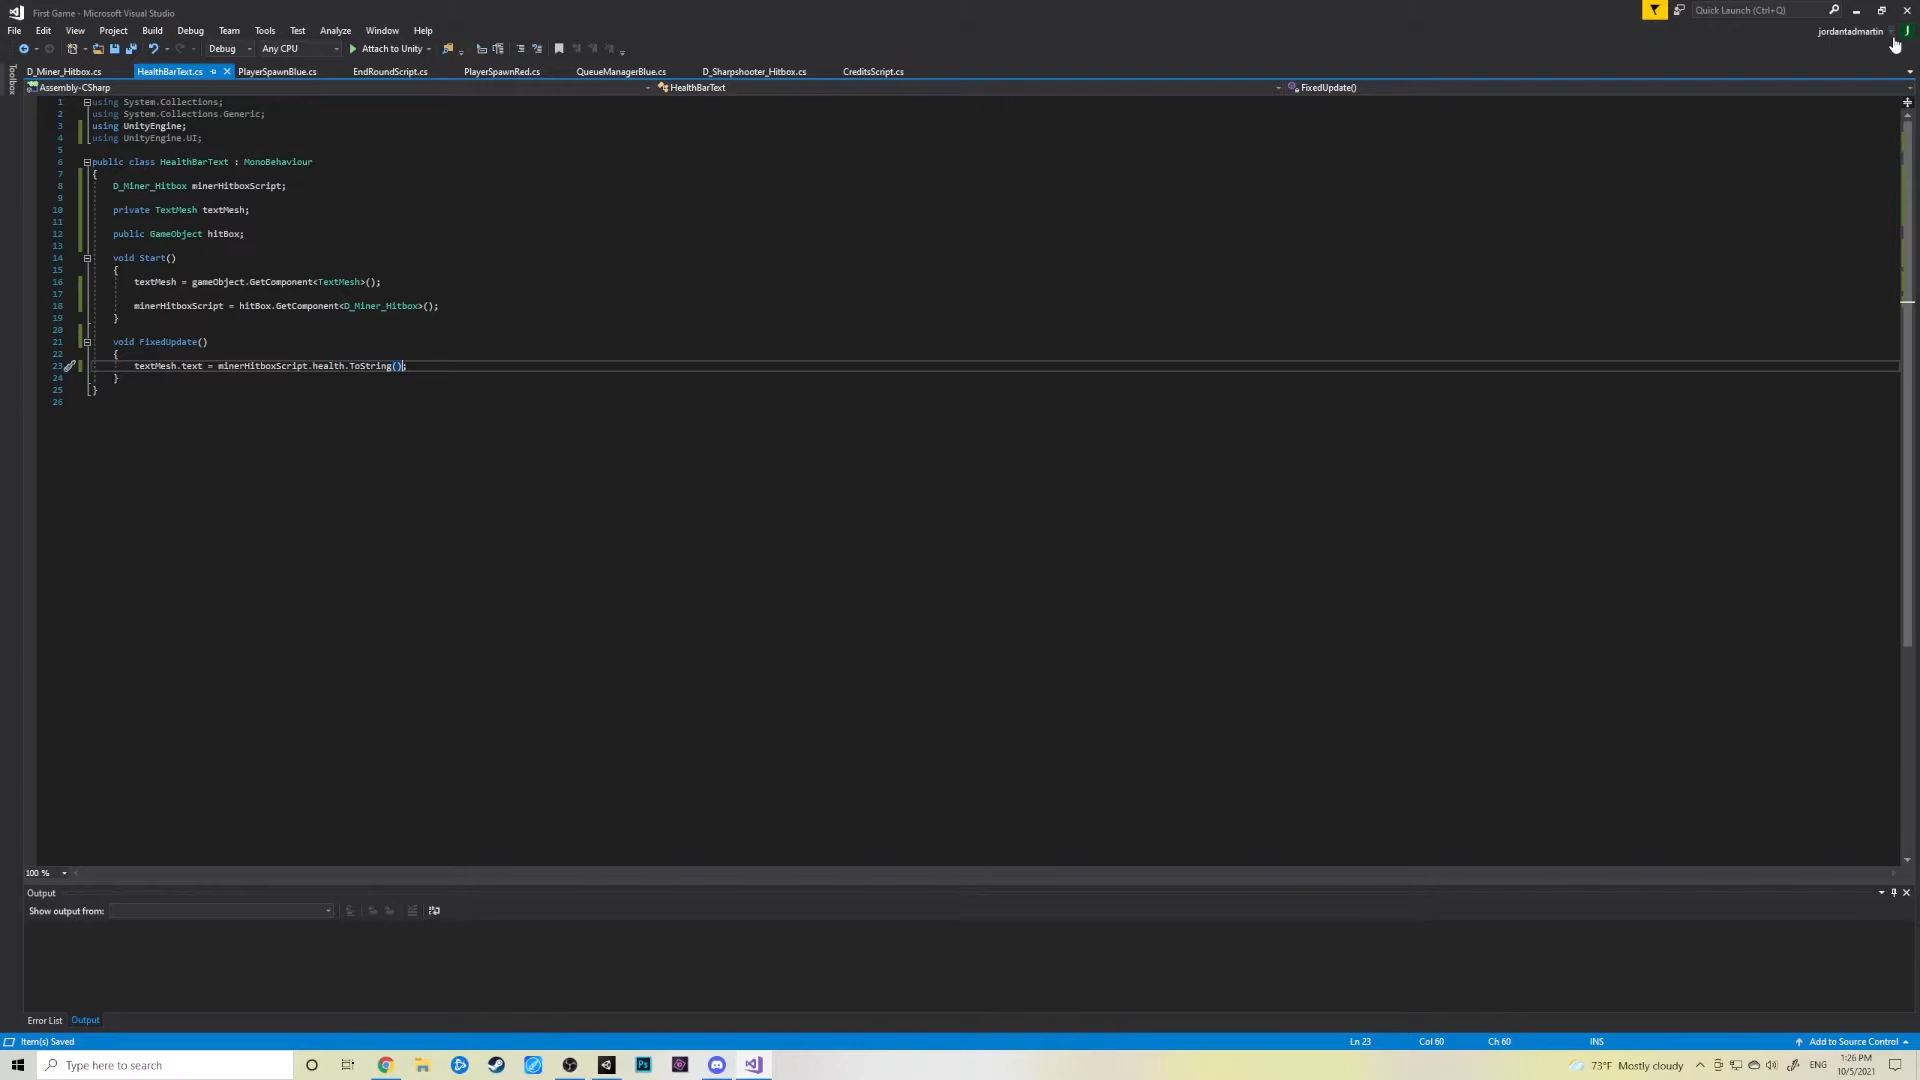 First Game - Microsoft Visual Studio
Quick Launch (Ctrl+Q)
File Edit View Project Build Debug Team Tools Test Analyze Window Help
jordantadmartin J
Debug Any CPU Attach to Unity
D_Miner_Hitbox.cs HealthBarText.cs PlayerSpawnBlue.cs EndRoundScript.cs PlayerSpawnRed.cs QueueManagerBlue.cs D_Sharpshooter_Hitbox.cs CreditsScript.cs
Toolbox
Assembly-CSharp HealthBarText FixedUpdate()
1 using System.Collections;
2 using System.Collections.Generic;
3 using UnityEngine;
4 using UnityEngine.UI;
5
6 public class HealthBarText : MonoBehaviour
7 {
8 D_Miner_Hitbox minerHitboxScript;
9
10 private TextMesh textMesh;
11
12 public GameObject hitBox;
13
14 void Start()
15 {
16 textMesh = gameObject.GetComponent<TextMesh>();
17
18 minerHitboxScript = hitBox.GetComponent<D_Miner_Hitbox>();
19 }
20
21 void FixedUpdate()
22 {
23 textMesh.text = minerHitboxScript.health.ToString();
24 }
25 }
26
100 %
Output
Show output from:
Error List Output
Item(s) Saved Ln 23 Col 60 Ch 60 INS Add to Source Control
Type here to search
Ps
73°F Mostly cloudy ENG 1:26 PM
10/5/2021